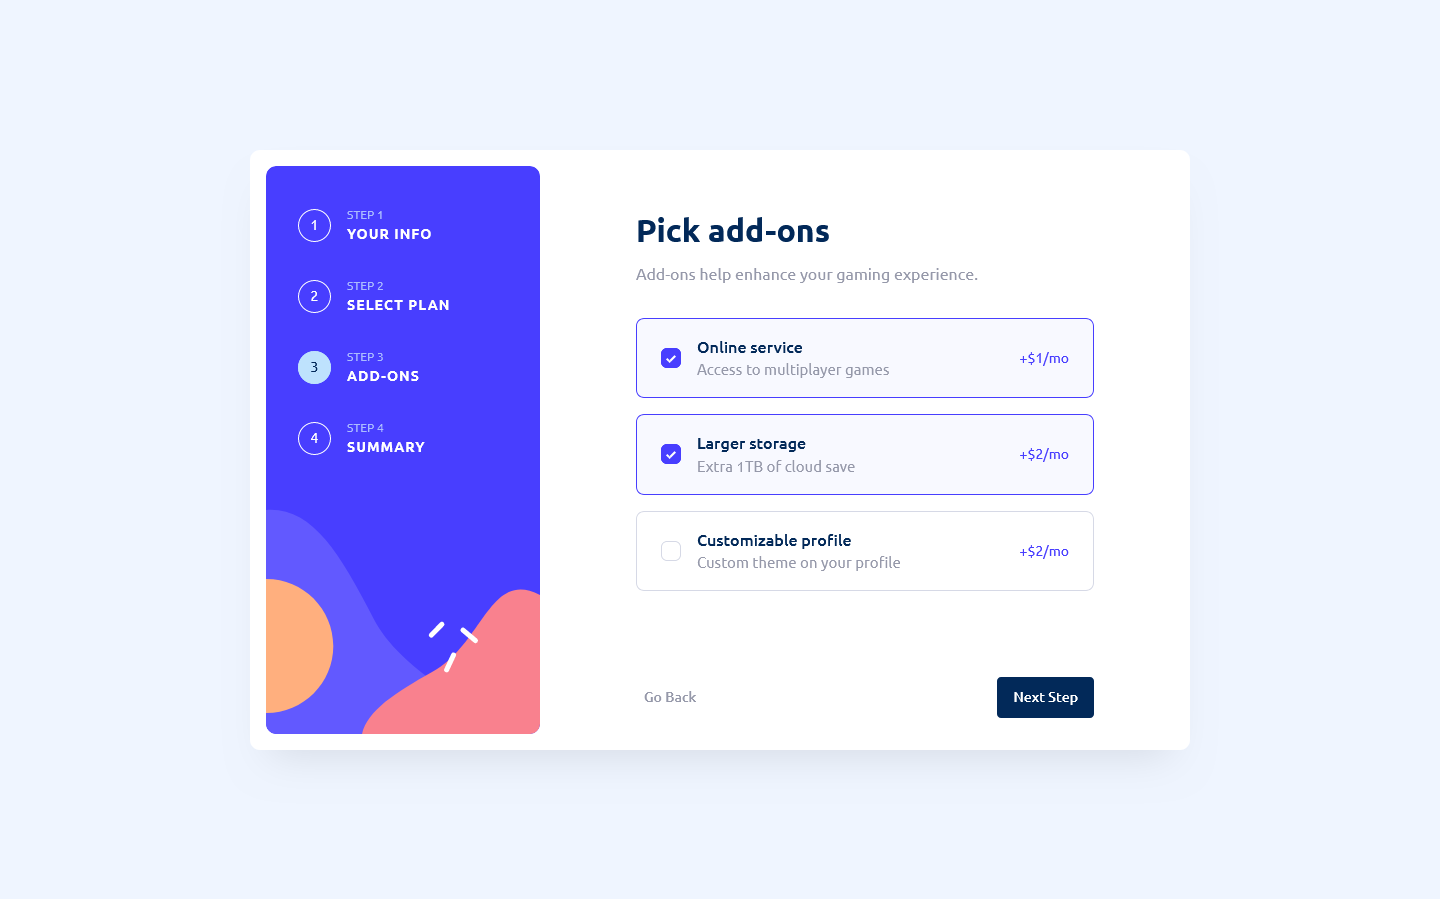 1
STEP 1
YOUR INFO
2
STEP 2
SELECT PLAN
3
STEP 3
ADD-ONS
4
STEP 4
SUMMARY
Pick add-ons
Add-ons help enhance your gaming experience.
Online service
Access to multiplayer games
+$1/mo
Larger storage
Extra 1TB of cloud save
+$2/mo
Customizable profile
Custom theme on your profile
+$2/mo
Go Back
Next Step